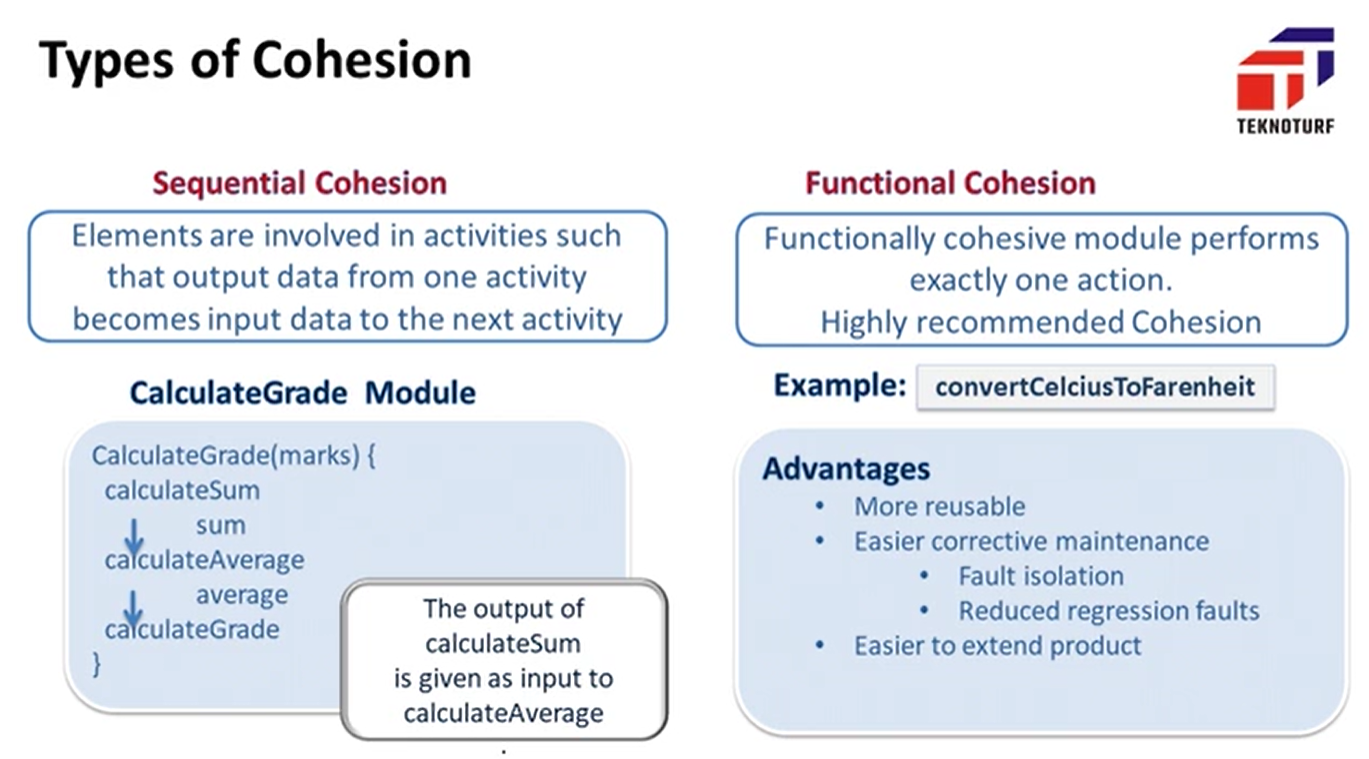 Types of Cohesion
TEKNOTURF
Sequential Cohesion
Elements are involved in activities such
that output data from one activity
becomes input data to the next activity
CalculateGrade Module
CalculateGrade(marks) {
calculateSum
sum
calculateAverage
average
calculateGrade
}
The output of
calculateSum
is given as input to
calculateAverage
.
Functional Cohesion
Functionally cohesive module performs
exactly one action.
Highly recommended Cohesion
Example: convertCelciusToFarenheit
Advantages
• More reusable
• Easier corrective maintenance
• Fault isolation
• Reduced regression faults
• Easier to extend product